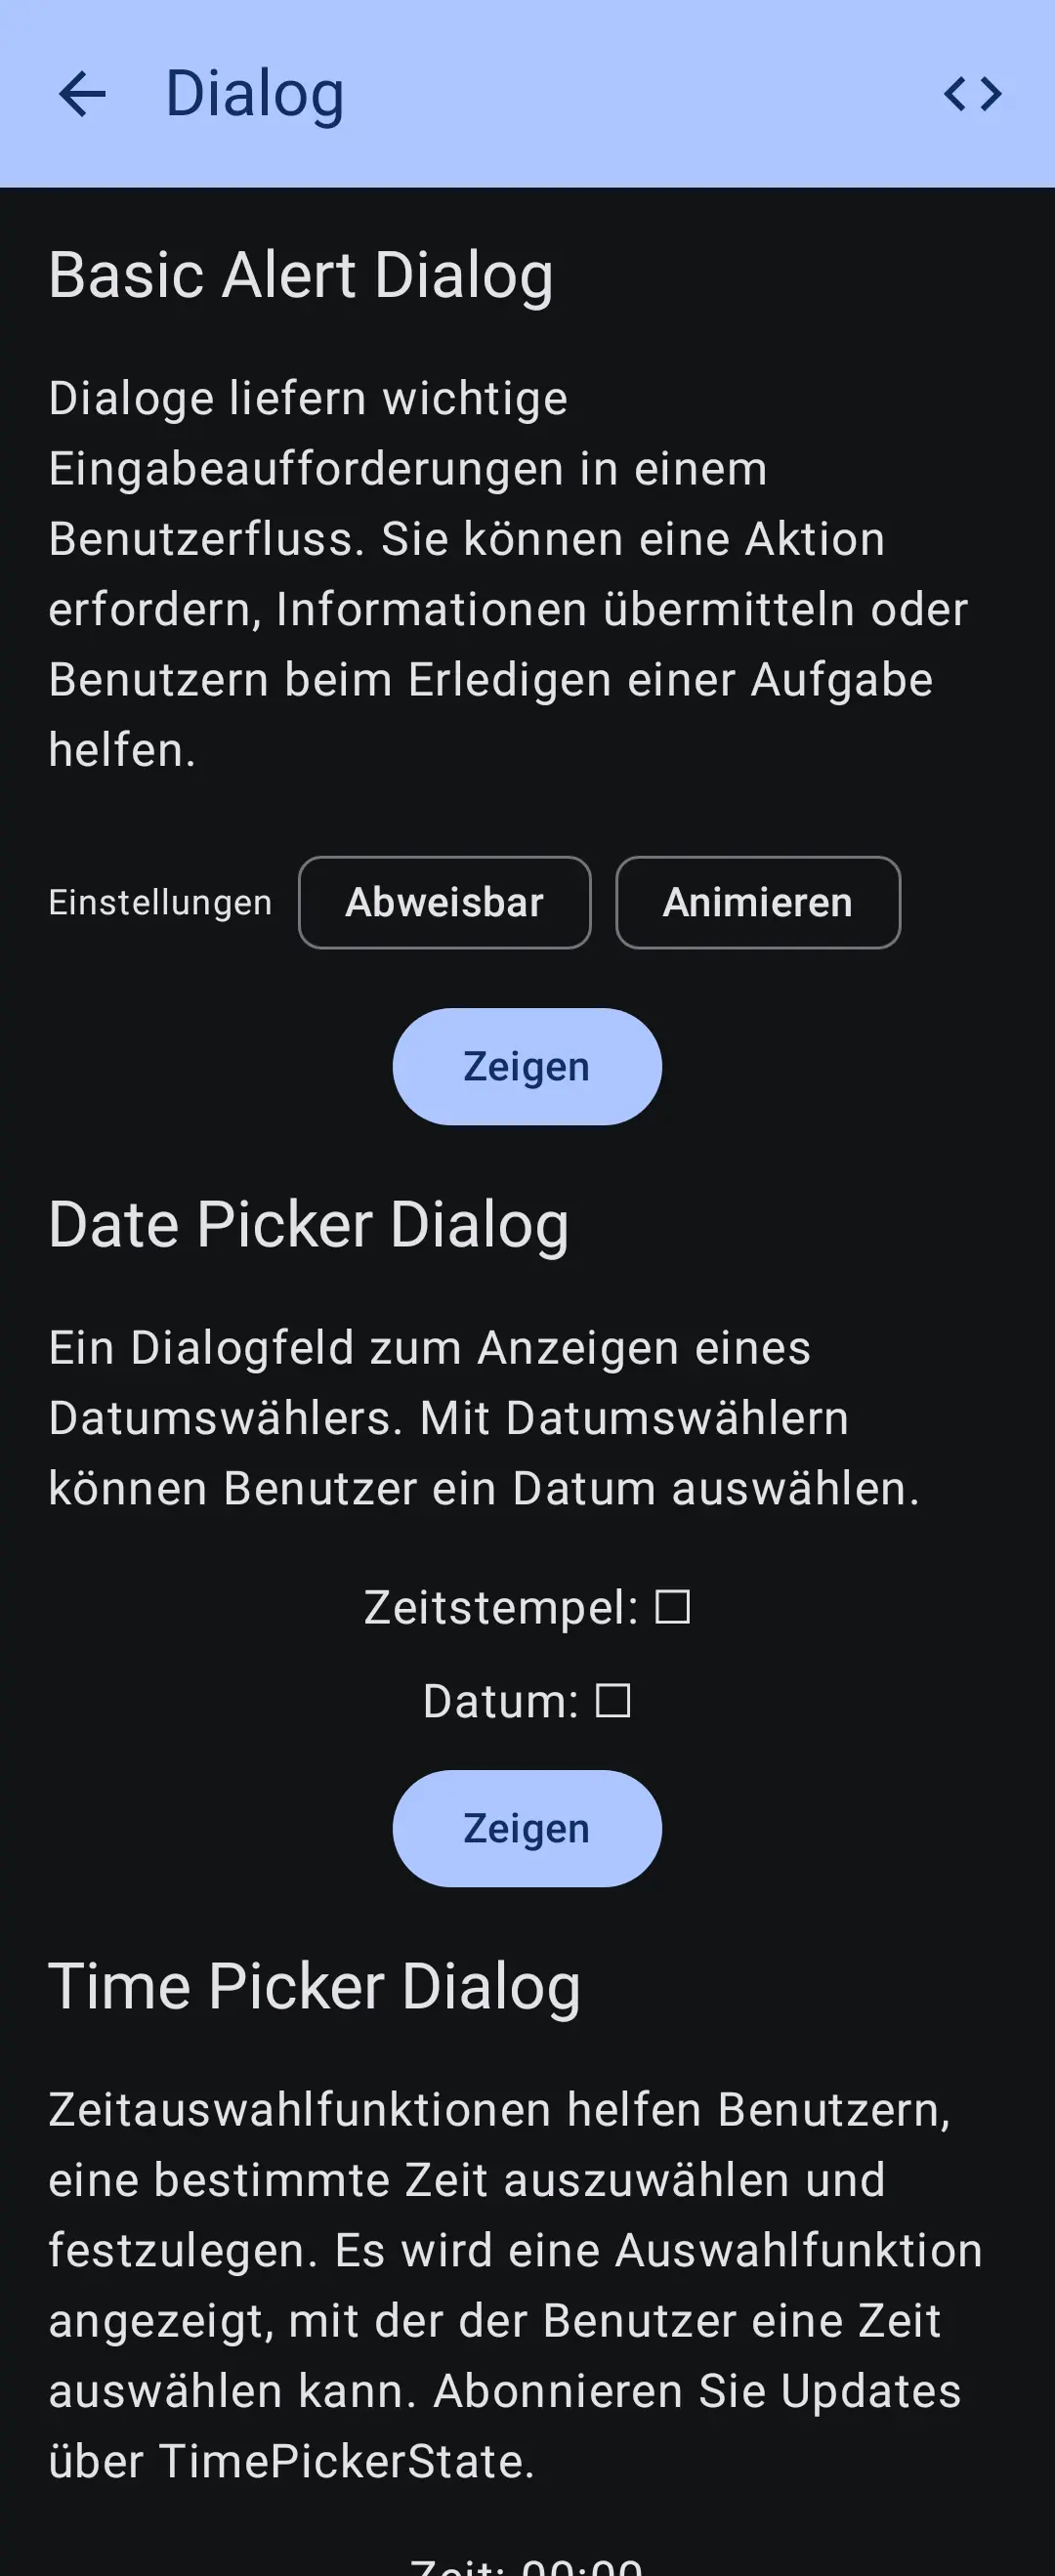 Dialog
Basic Alert Dialog
Dialoge liefern wichtige
Eingabeaufforderungen in einem
Benutzerfluss. Sie können eine Aktion
erfordern, Informationen übermitteln oder
Benutzern beim Erledigen einer Aufgabe
helfen.
Einstellungen Abweisbar Animieren
Zeigen
Date Picker Dialog
Ein Dialogfeld zum Anzeigen eines
Datumswählers. Mit Datumswählern
können Benutzer ein Datum auswählen.
Zeitstempel: ☐
Datum: ☐
Zeigen
Time Picker Dialog
Zeitauswahlfunktionen helfen Benutzern,
eine bestimmte Zeit auszuwählen und
festzulegen. Es wird eine Auswahlfunktion
angezeigt, mit der der Benutzer eine Zeit
auswählen kann. Abonnieren Sie Updates
über TimePickerState.
Zeit: 00:00